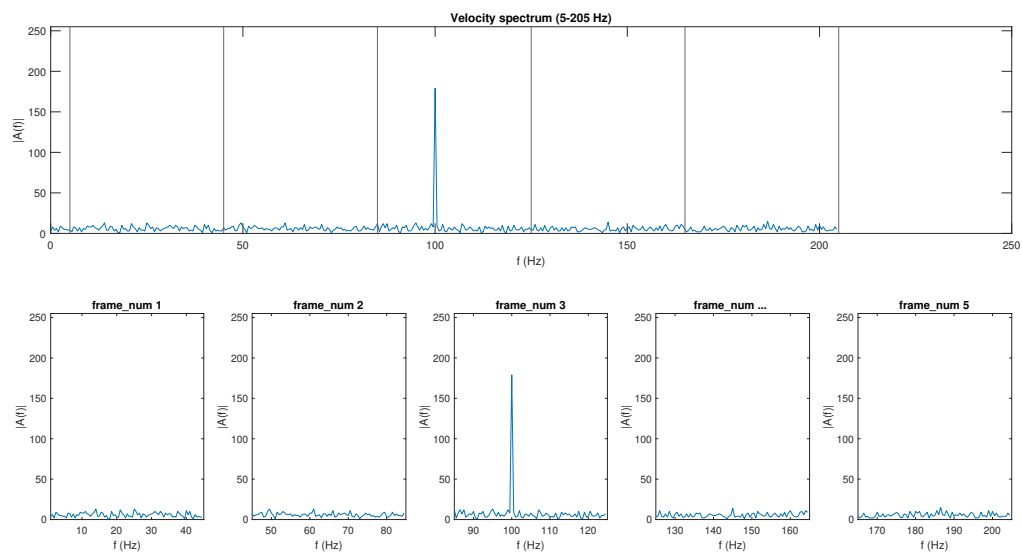 Velocity spectrum (5-205 Hz)
250
200
150
100
50
0
|A(f)|
0 50 100 150 200 250
f (Hz)
frame_num 1
250
200
150
100
50
0
|A(f)|
10 20 30 40
f (Hz)
frame_num 2
250
200
150
100
50
0
|A(f)|
50 60 70 80
f (Hz)
frame_num 3
250
200
150
100
50
0
|A(f)|
90 100 110 120
f (Hz)
frame_num ...
250
200
150
100
50
0
|A(f)|
130 140 150 160
f (Hz)
frame_num 5
250
200
150
100
50
0
|A(f)|
170 180 190 200
f (Hz)